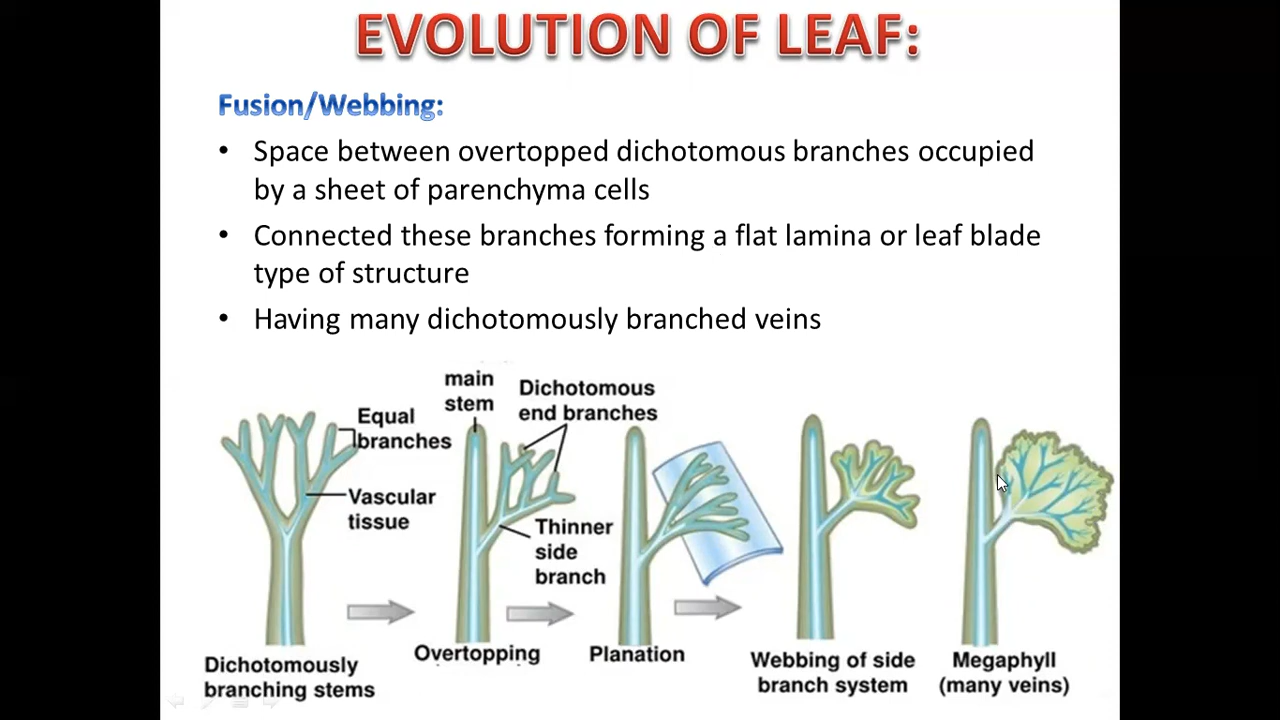 EVOLUTION OF LEAF:
Fusion/Webbing:
• Space between overtopped dichotomous branches occupied
by a sheet of parenchyma cells
• Connected these branches forming a flat lamina or leaf blade
type of structure
• Having many dichotomously branched veins
Equal
branches
Vascular
tissue
main
stem
Dichotomous
end branches
Thinner
side
branch
Dichotomously
branching stems
Overtopping
Planation
Webbing of side
branch system
Megaphyll
(many veins)